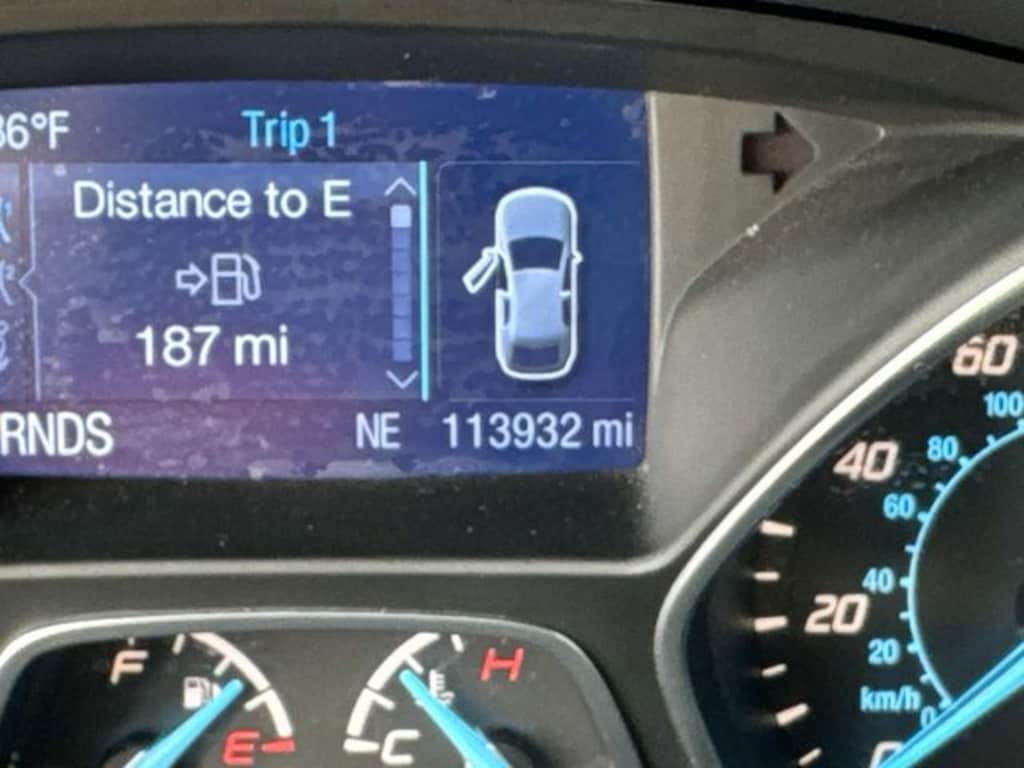 36°F Trip 1
Distance to E
187 mi
RNDS NE 113932 mi
60
100
40 80
60
40
20
20
km/h
0
F H
E C